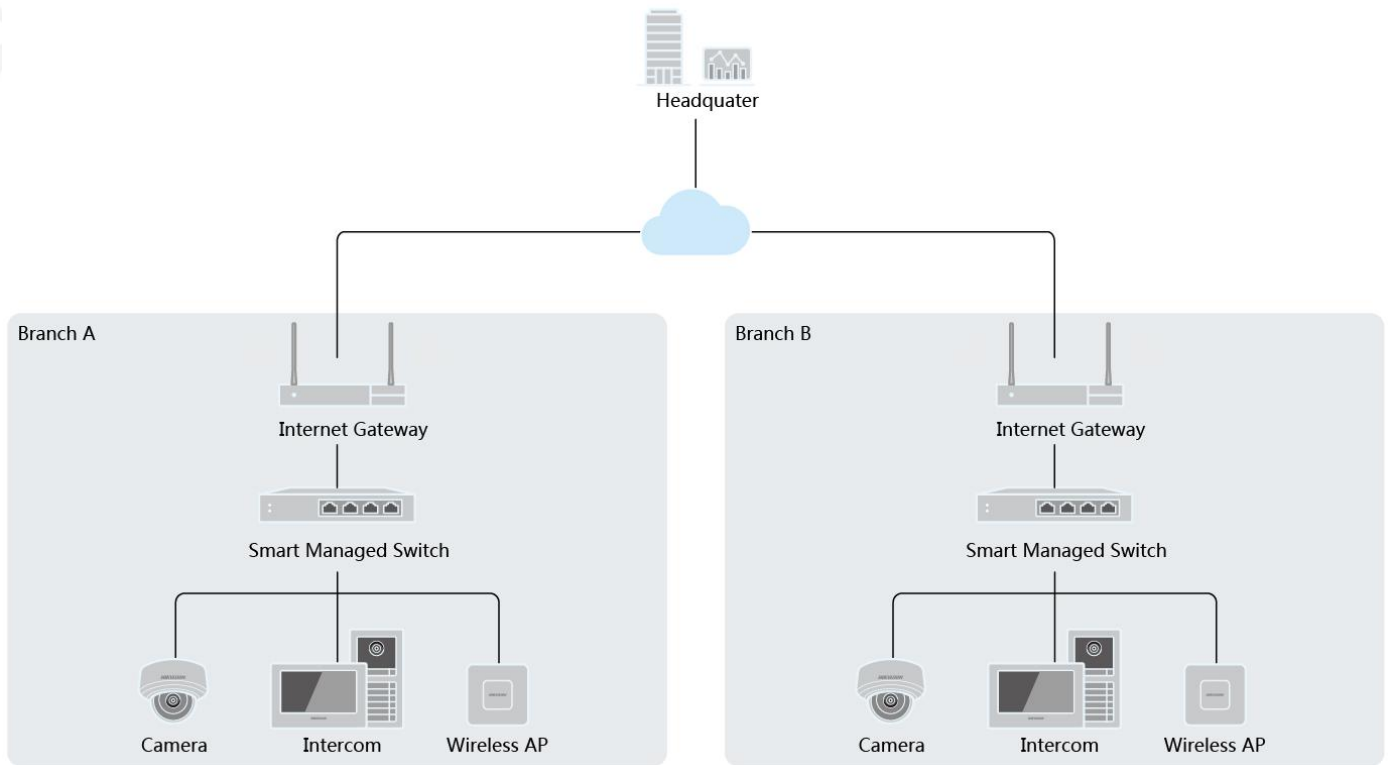 Headquater
Branch A
Branch B
Internet Gateway
Internet Gateway
Smart Managed Switch
Smart Managed Switch
Camera
Intercom
Wireless AP
Camera
Intercom
Wireless AP